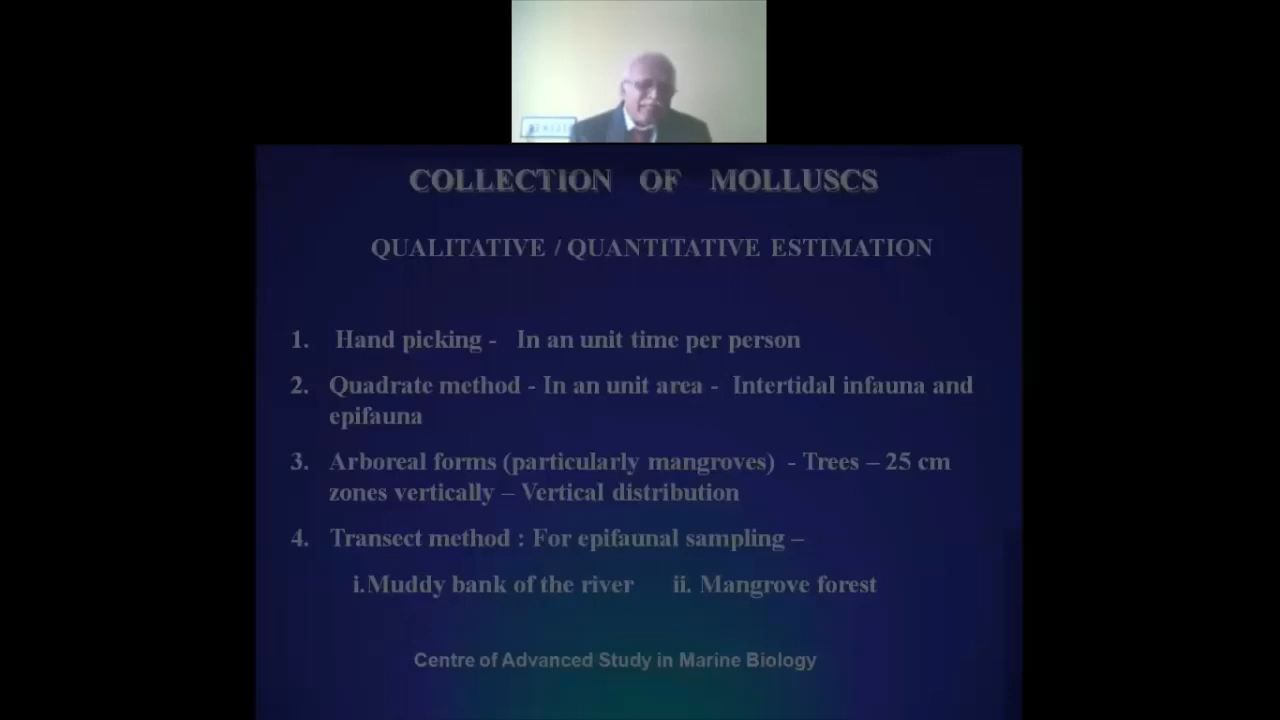 COLLECTION OF MOLLUSCS
QUALITATIVE / QUANTITATIVE ESTIMATION
1. Hand picking - In an unit time per person
2. Quadrate method - In an unit area - Intertidal infauna and
epifauna
3. Arboreal forms (particularly mangroves) - Trees – 25 cm
zones vertically – Vertical distribution
4. Transect method : For epifaunal sampling –
i.Muddy bank of the river ii. Mangrove forest
Centre of Advanced Study in Marine Biology